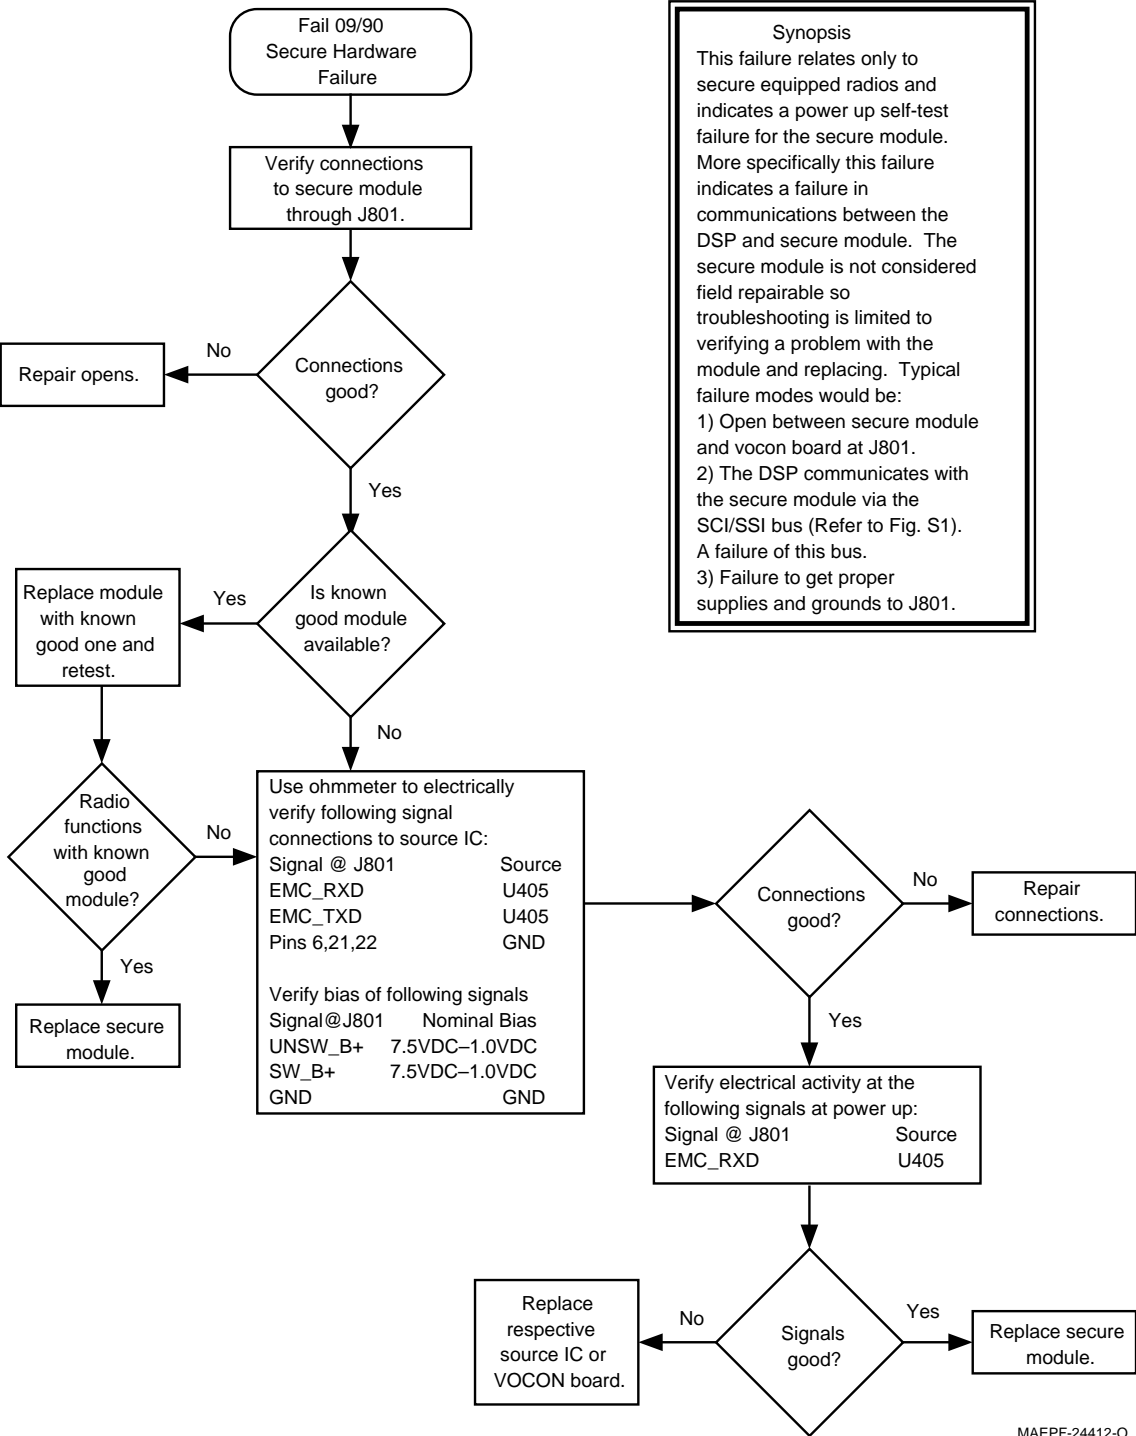 Fail 09/90
Secure Hardware
Failure
Synopsis
This failure relates only to
secure equipped radios and
indicates a power up self-test
failure for the secure module.
More specifically this failure
indicates a failure in
communications between the
DSP and secure module.  The
secure module is not considered
field repairable so
troubleshooting is limited to
verifying a problem with the
module and replacing.  Typical
failure modes would be:
1) Open between secure module
and vocon board at J801.
2) The DSP communicates with
the secure module via the
SCI/SSI bus (Refer to Fig. S1).
A failure of this bus.
3) Failure to get proper
supplies and grounds to J801.
Verify connections
to secure module
through J801.
Connections
good?
No
Repair opens.
Yes
Is known
good module
available?
Yes
Replace module
with known
good one and
retest.
No
Radio
functions
with known
good
module?
No
Yes
Replace secure
module.
Use ohmmeter to electrically
verify following signal
connections to source IC:
Signal @ J801 Source
EMC_RXD U405
EMC_TXD U405
Pins 6,21,22 GND
Verify bias of following signals
Signal@J801 Nominal Bias
UNSW_B+ 7.5VDC–1.0VDC
SW_B+ 7.5VDC–1.0VDC
GND GND
Connections
good?
No
Repair
connections.
Yes
Verify electrical activity at the
following signals at power up:
Signal @ J801 Source
EMC_RXD U405
Signals
good?
No
Replace
respective
source IC or
VOCON board.
Yes
Replace secure
module.
MAEPF-24412-O